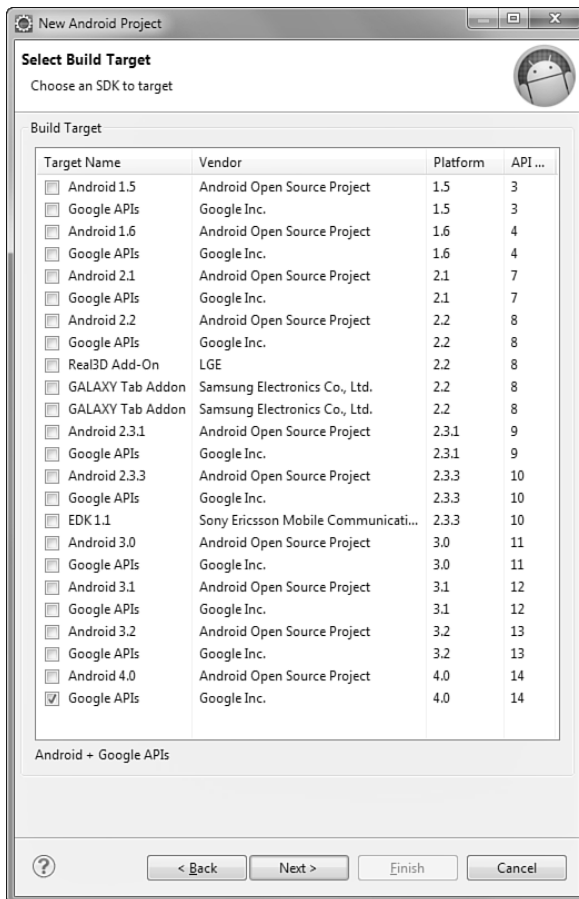 New Android Project
Select Build Target
Choose an SDK to target
Build Target
Target Name Vendor Platform API ...
Android 1.5 Android Open Source Project 1.5 3
Google APIs Google Inc. 1.5 3
Android 1.6 Android Open Source Project 1.6 4
Google APIs Google Inc. 1.6 4
Android 2.1 Android Open Source Project 2.1 7
Google APIs Google Inc. 2.1 7
Android 2.2 Android Open Source Project 2.2 8
Google APIs Google Inc. 2.2 8
Real3D Add-On LGE 2.2 8
GALAXY Tab Addon Samsung Electronics Co., Ltd. 2.2 8
GALAXY Tab Addon Samsung Electronics Co., Ltd. 2.2 8
Android 2.3.1 Android Open Source Project 2.3.1 9
Google APIs Google Inc. 2.3.1 9
Android 2.3.3 Android Open Source Project 2.3.3 10
Google APIs Google Inc. 2.3.3 10
EDK 1.1 Sony Ericsson Mobile Communicati... 2.3.3 10
Android 3.0 Android Open Source Project 3.0 11
Google APIs Google Inc. 3.0 11
Android 3.1 Android Open Source Project 3.1 12
Google APIs Google Inc. 3.1 12
Android 3.2 Android Open Source Project 3.2 13
Google APIs Google Inc. 3.2 13
Android 4.0 Android Open Source Project 4.0 14
Google APIs Google Inc. 4.0 14
Android + Google APIs
? < Back Next > Finish Cancel